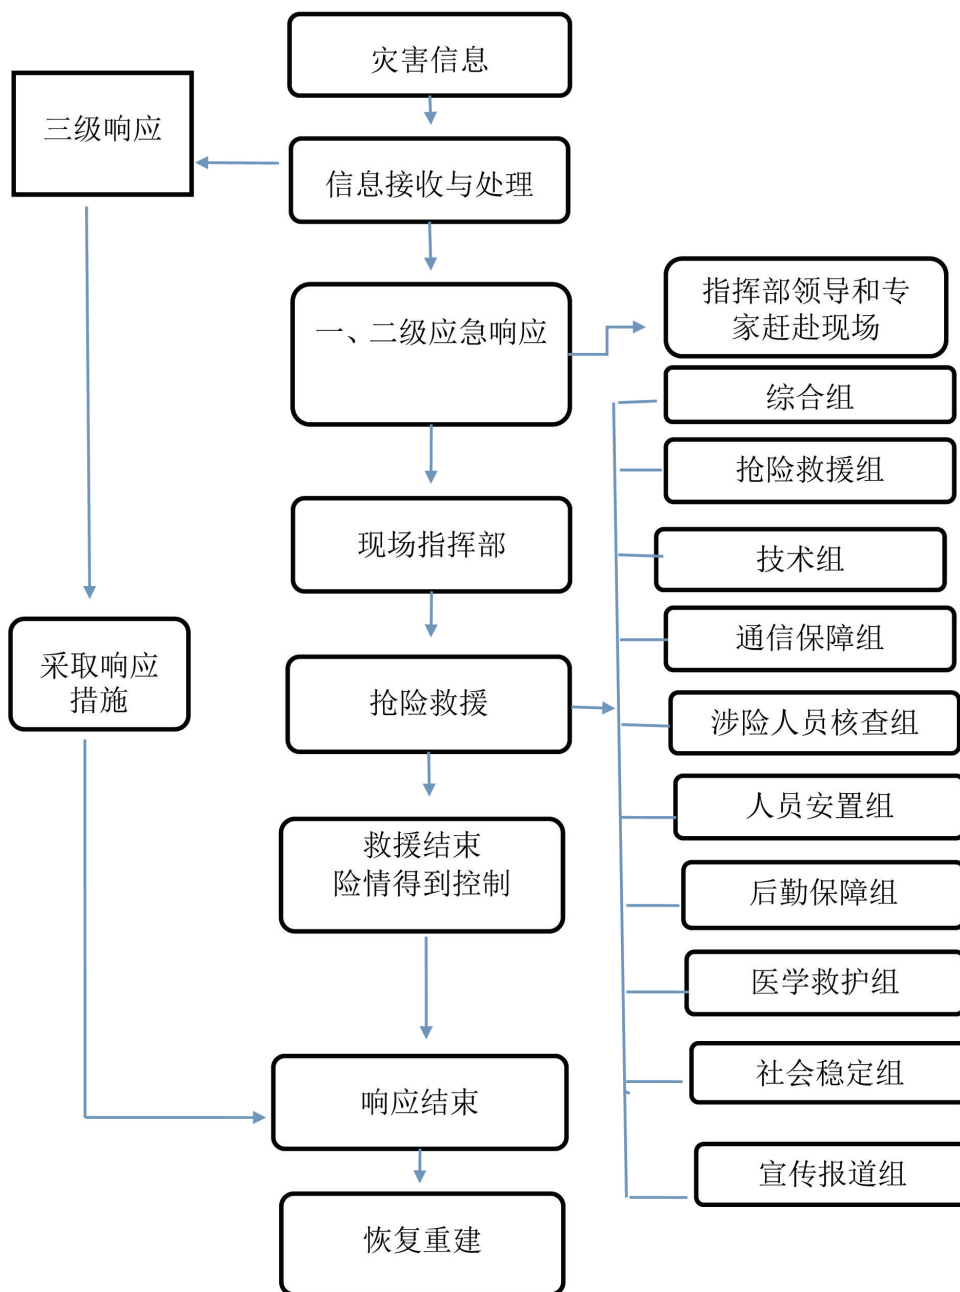 灾害信息
三级响应
信息接收与处理
一、二级应急响应
指挥部领导和专
家赶赴现场
综合组
抢险救援组
现场指挥部
技术组
通信保障组
采取响应
措施
抢险救援
涉险人员核查组
人员安置组
救援结束
险情得到控制
后勤保障组
医学救护组
社会稳定组
响应结束
宣传报道组
恢复重建